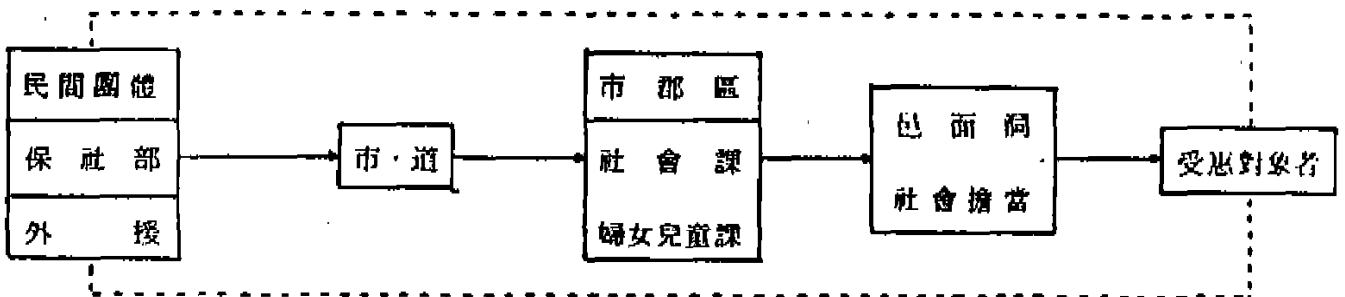 民間團體
保社部
外援
市·道
市郡區
社會課
婦女兒童課
邑面洞
社會擔當
受惠對象者